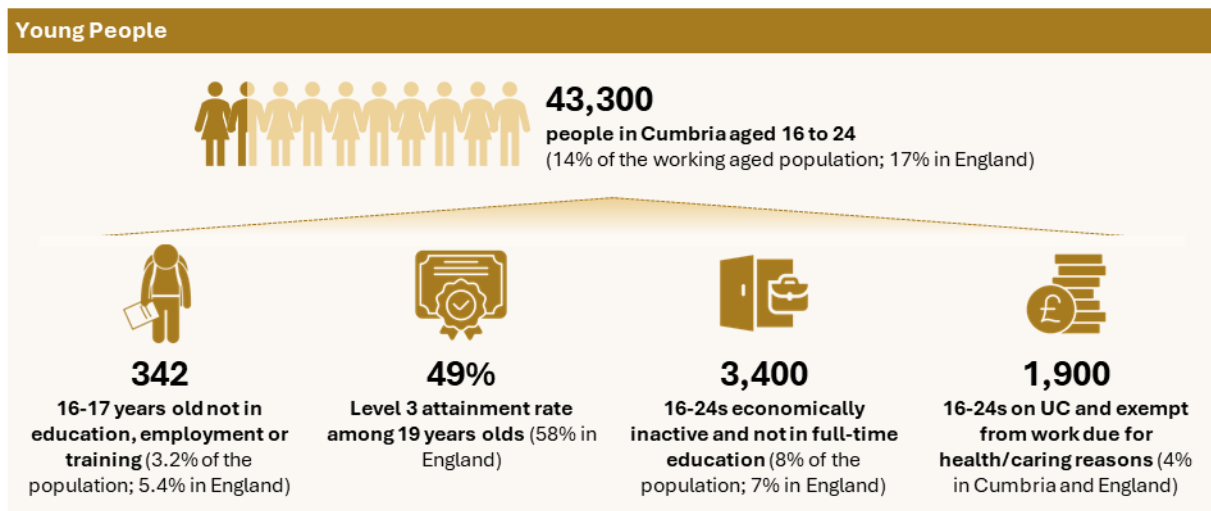 Young People
43,300
people in Cumbria aged 16 to 24
(14% of the working aged population; 17% in England)
342
16-17 years old not in
education, employment or
training (3.2% of the
population; 5.4% in England)
49%
Level 3 attainment rate
among 19 years olds (58% in
England)
3,400
16-24s economically
inactive and not in full-time
education (8% of the
population; 7% in England)
£
1,900
16-24s on UC and exempt
from work due for
health/caring reasons (4%
in Cumbria and England)